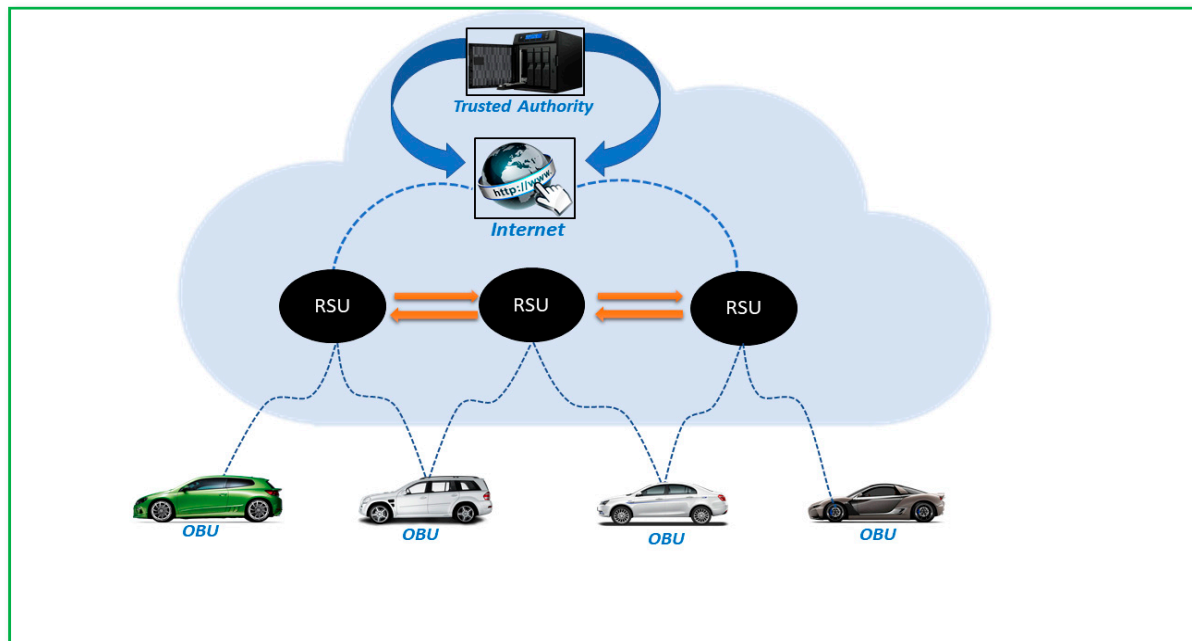 Trusted Authority
http://www.
Internet
RSU
RSU
RSU
OBU
OBU
OBU
OBU